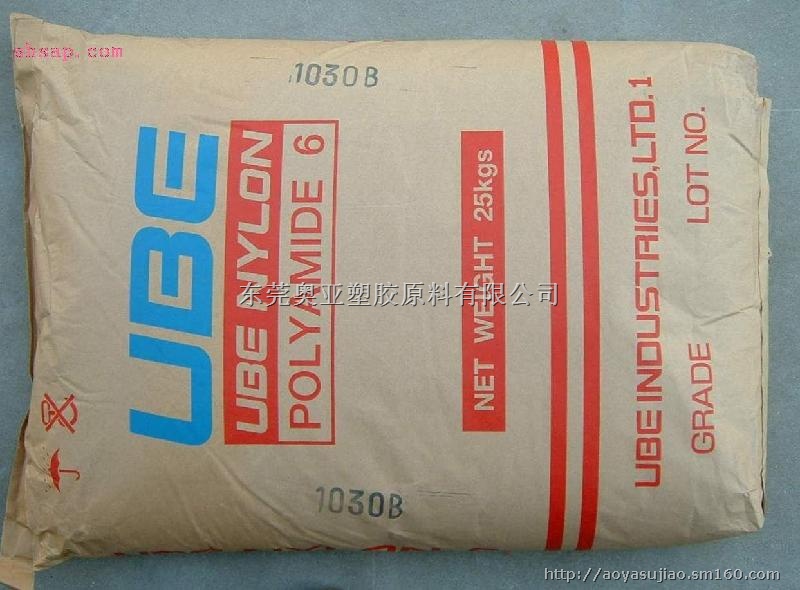 sbsap.com
1030B
UBE
UBE NYLON
POLYAMIDE 6
NET WEIGHT 25kgs
UBE INDUSTRIES,LTD.1
GRADE
LOT NO.
东莞奥亚塑胶原料有限公司
1030B
http://aoyasujiao.sm160.com